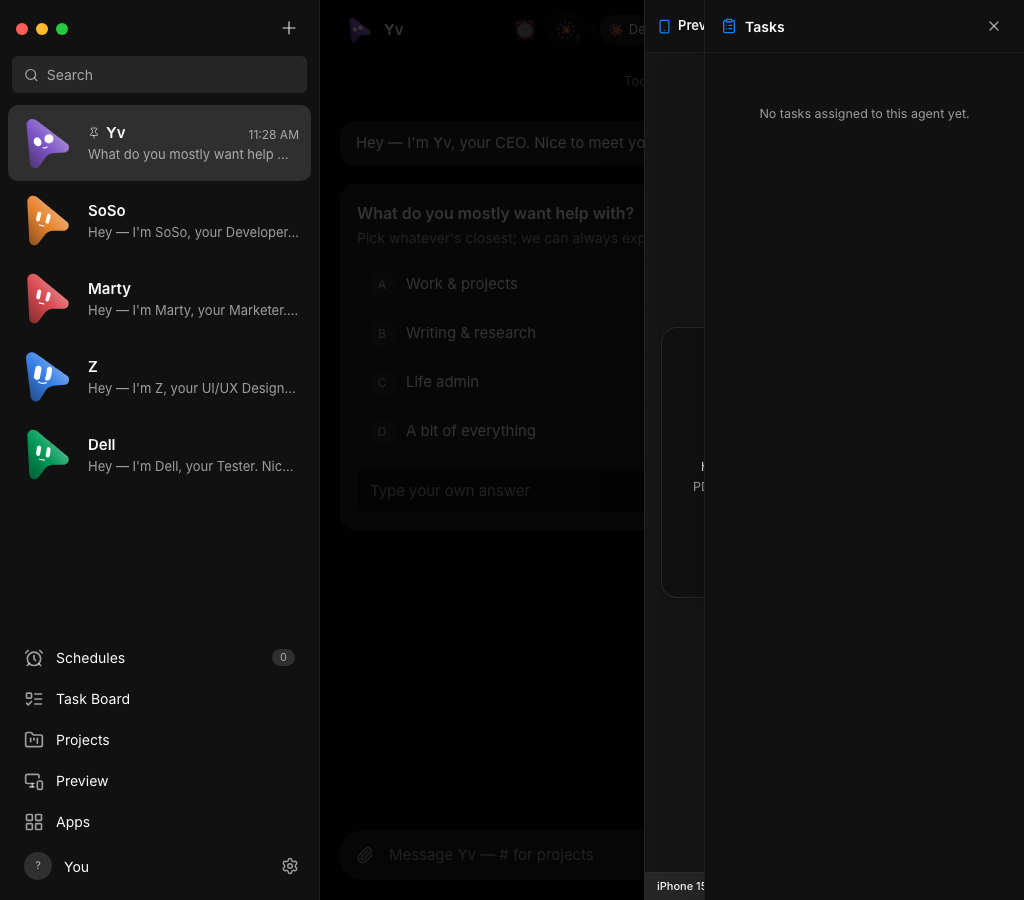 Search
Yv
11:28 AM
What do you mostly want help ...
SoSo
Hey — I'm SoSo, your Developer...
Marty
Hey — I'm Marty, your Marketer....
Z
Hey — I'm Z, your UI/UX Design...
Dell
Hey — I'm Dell, your Tester. Nic...
Schedules
0
Task Board
Projects
Preview
Apps
?
You
Yv
Hey — I'm Yv, your CEO. Nice to meet yo
What do you mostly want help with?
Pick whatever's closest; we can always exp
A
Work & projects
B
Writing & research
C
Life admin
D
A bit of everything
Type your own answer
Message Yv — # for projects
Prev
iPhone 15
Tasks
No tasks assigned to this agent yet.